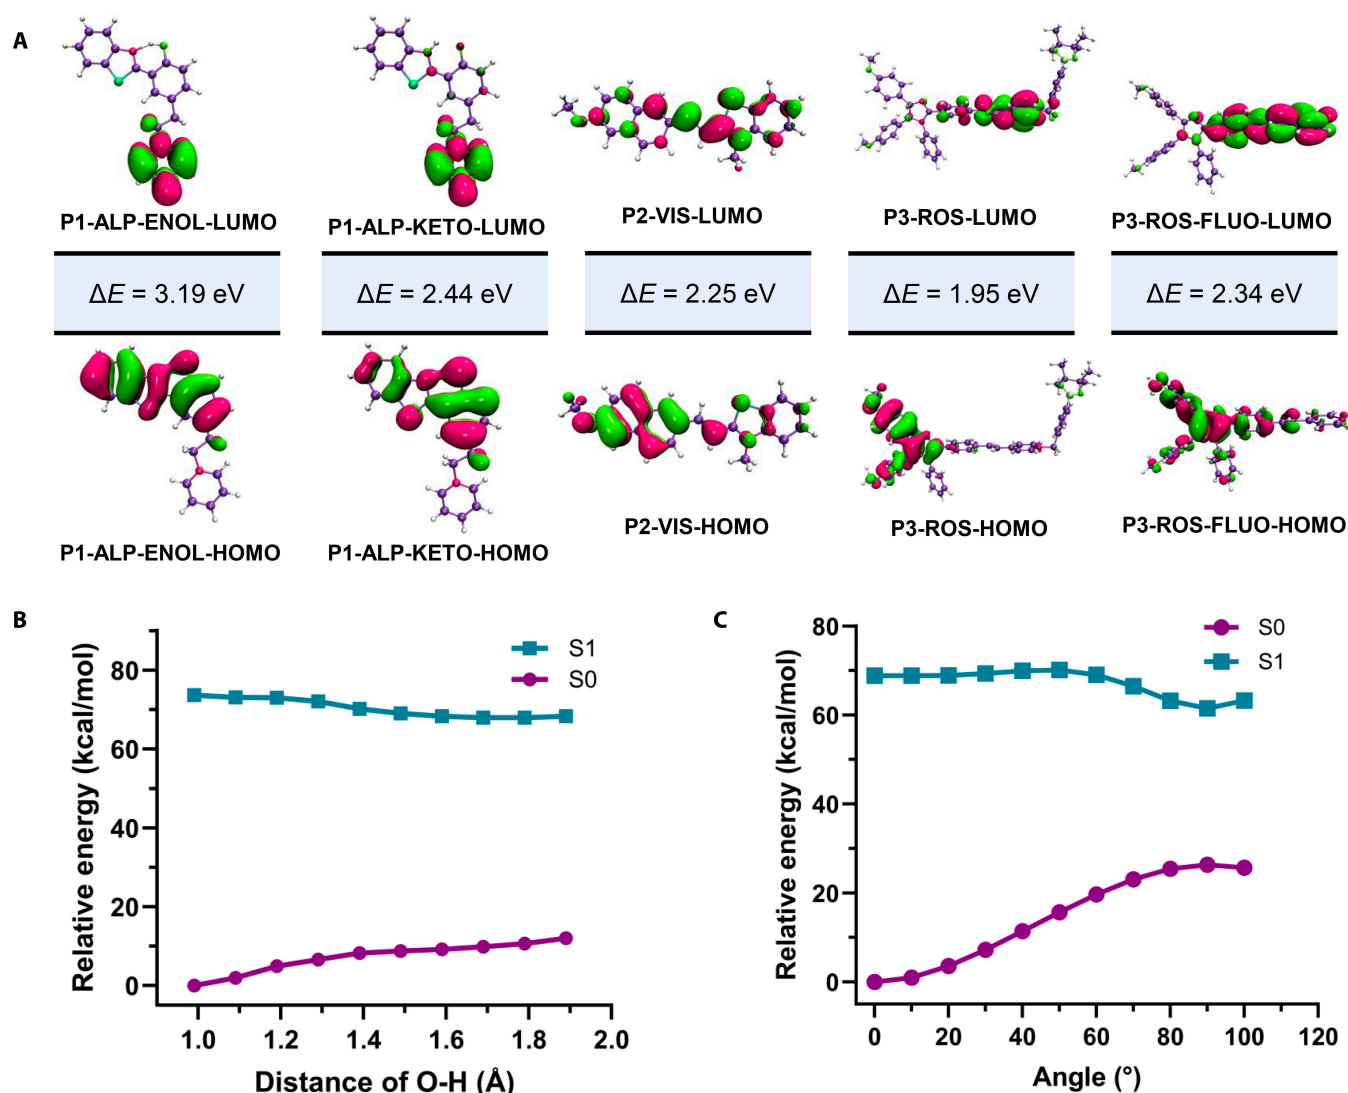 A
P1-ALP-ENOL-LUMO
P1-ALP-KETO-LUMO
P2-VIS-LUMO
P3-ROS-LUMO
P3-ROS-FLUO-LUMO
ΔE = 3.19 eV
ΔE = 2.44 eV
ΔE = 2.25 eV
ΔE = 1.95 eV
ΔE = 2.34 eV
P1-ALP-ENOL-HOMO
P1-ALP-KETO-HOMO
P2-VIS-HOMO
P3-ROS-HOMO
P3-ROS-FLUO-HOMO
B
S1
S0
Relative energy (kcal/mol)
80
60
40
20
0
1.0 1.2 1.4 1.6 1.8 2.0
Distance of O-H (Å)
C
S0
S1
Relative energy (kcal/mol)
80
60
40
20
0
0 20 40 60 80 100 120
Angle (°)